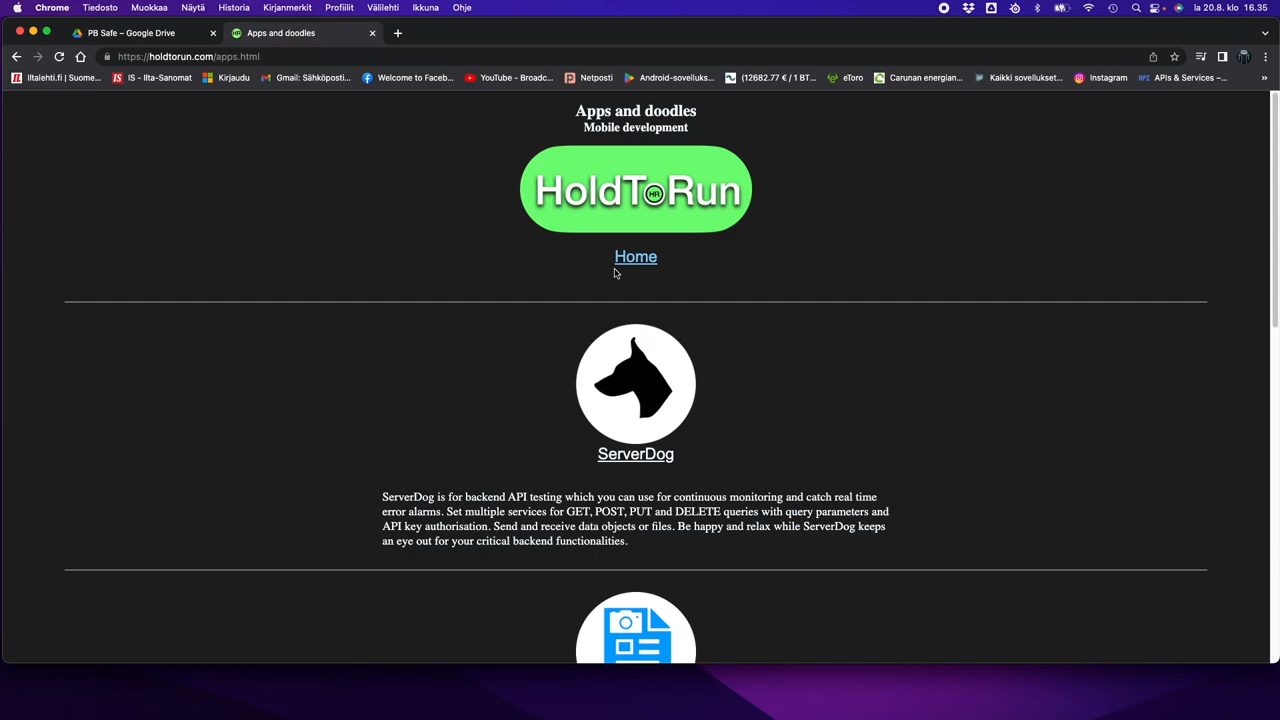 Chrome Tiedosto Muokkaa Näytä Historia Kirjanmerkit Profiilit Välilehti Ikkuna Ohje la 20.8. klo 16.35
PB Safe – Google Drive Apps and doodles
https://holdtorun.com/apps.html
Iltalehti.fi | Suome... IS IS - Ilta-Sanomat Kirjaudu Gmail: Sähköposti... Welcome to Faceb... YouTube - Broadc... Netposti Android-sovelluks... (12682.77 € / 1 BT... eToro Carunan energian... Kaikki sovellukset... Instagram API APIs & Services –... »
Apps and doodles
Mobile development
HoldToRun
HR
Home
ServerDog
ServerDog is for backend API testing which you can use for continuous monitoring and catch real time
error alarms. Set multiple services for GET, POST, PUT and DELETE queries with query parameters and
API key authorisation. Send and receive data objects or files. Be happy and relax while ServerDog keeps
an eye out for your critical backend functionalities.